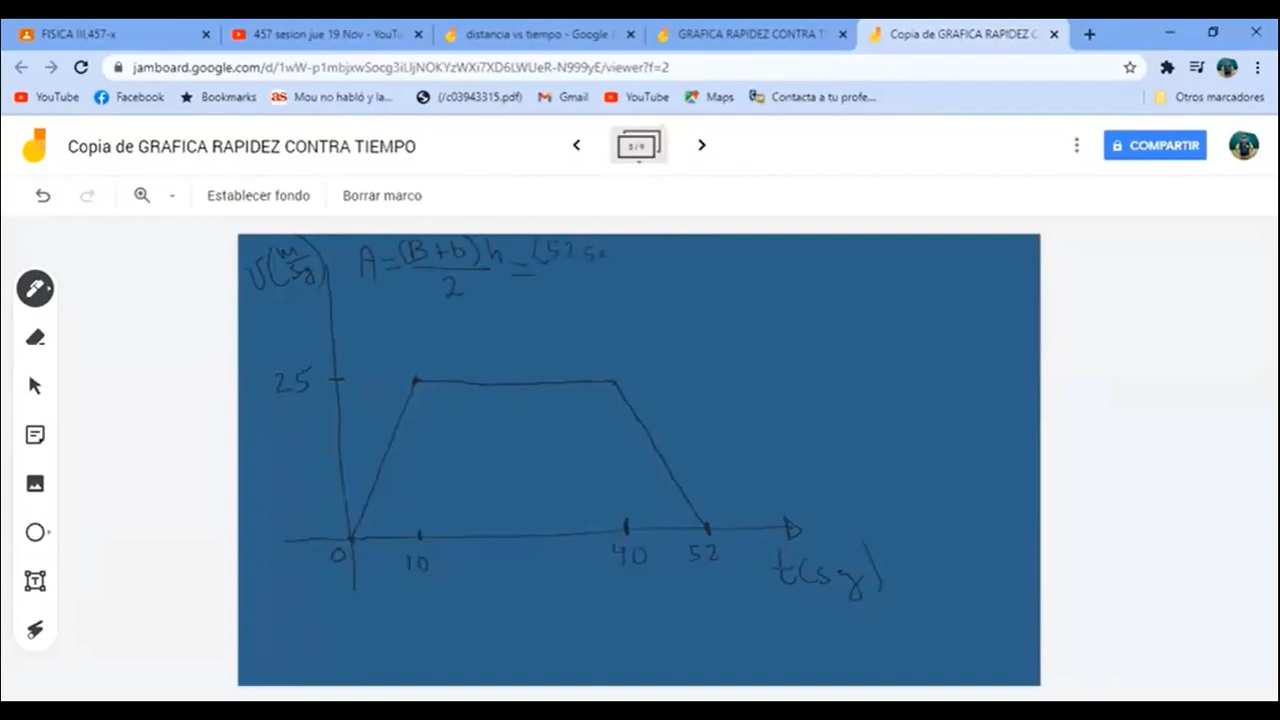 FISICA III,457-x
457 sesion jue 19 Nov - YouTu
distancia vs tiempo - Google
GRAFICA RAPIDEZ CONTRA T
Copia de GRAFICA RAPIDEZ C
jamboard.google.com/d/1wW-p1mbjxwSocg3iLIjNOKYzWXi7XD6LWUeR-N999yE/viewer?f=2
YouTube
Facebook
Bookmarks
as Mou no habló y la...
(/c03943315.pdf)
Gmail
YouTube
Maps
Contacta a tu profe...
Otros marcadores
Copia de GRAFICA RAPIDEZ CONTRA TIEMPO
COMPARTIR
Establecer fondo
Borrar marco
V(m/sg)
A=(B+b)h/2=(52 s
25
0
10
40
52
t(sg)